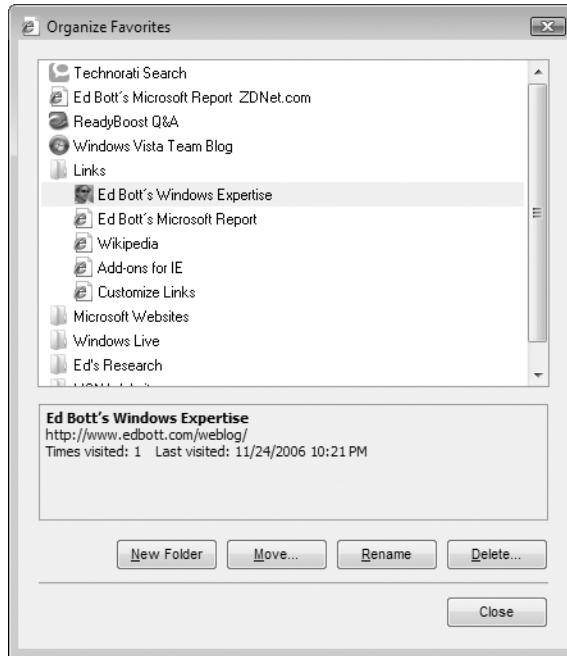 Organize Favorites
Technorati Search
Ed Bott's Microsoft Report ZDNet.com
ReadyBoost Q&A
Windows Vista Team Blog
Links
Ed Bott's Windows Expertise
Ed Bott's Microsoft Report
Wikipedia
Add-ons for IE
Customize Links
Microsoft Websites
Windows Live
Ed's Research
Ed Bott's Windows Expertise
http://www.edbott.com/weblog/
Times visited: 1 Last visited: 11/24/2006 10:21 PM
New Folder Move... Rename Delete...
Close